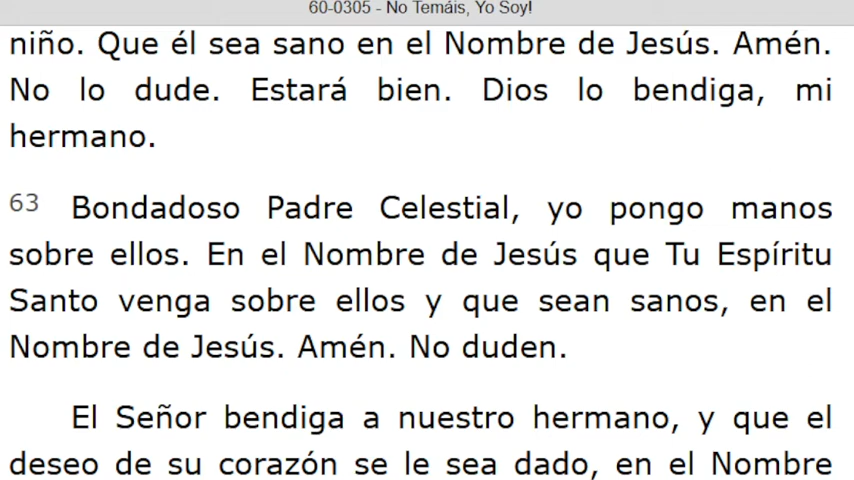 60-0305 - No Temáis, Yo Soy!
niño. Que él sea sano en el Nombre de Jesús. Amén.
No lo dude. Estará bien. Dios lo bendiga, mi
hermano.
63 Bondadoso Padre Celestial, yo pongo manos
sobre ellos. En el Nombre de Jesús que Tu Espíritu
Santo venga sobre ellos y que sean sanos, en el
Nombre de Jesús. Amén. No duden.
El Señor bendiga a nuestro hermano, y que el
deseo de su corazón se le sea dado, en el Nombre